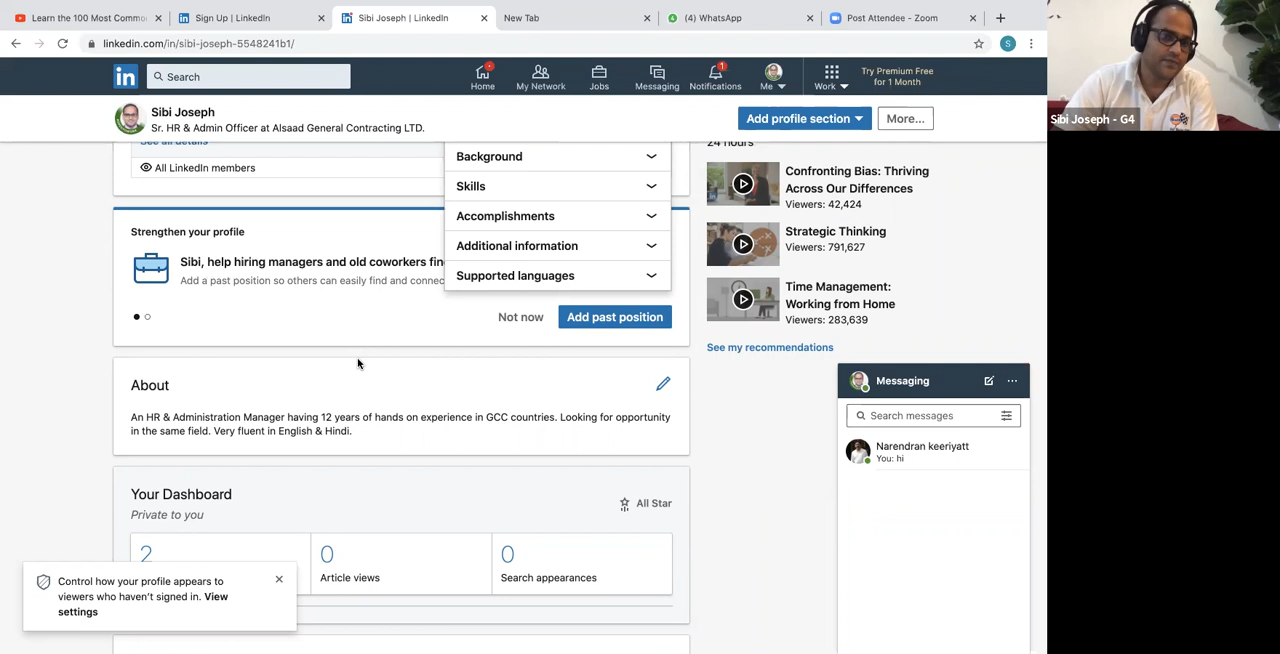 Learn the 100 Most Commo
Sign Up | LinkedIn
Sibi Joseph | LinkedIn
New Tab
(4) WhatsApp
Post Attendee - Zoom
linkedin.com/in/sibi-joseph-5548241b1/
S
in
Search
Home
My Network
Jobs
Messaging
1
Notifications
Me
Work
Try Premium Free
for 1 Month
Sibi Joseph
Sr. HR & Admin Officer at Alsaad General Contracting LTD.
Add profile section
More...
See all details
All LinkedIn members
Background
Skills
Accomplishments
Additional information
Supported languages
Strengthen your profile
Sibi, help hiring managers and old coworkers fin
Add a past position so others can easily find and connec
Not now
Add past position
About
An HR & Administration Manager having 12 years of hands on experience in GCC countries. Looking for opportunity
in the same field. Very fluent in English & Hindi.
Your Dashboard
Private to you
All Star
2
0
Article views
0
Search appearances
Control how your profile appears to
viewers who haven't signed in. View
settings
24 hours
Confronting Bias: Thriving
Across Our Differences
Viewers: 42,424
Strategic Thinking
Viewers: 791,627
Time Management:
Working from Home
Viewers: 283,639
See my recommendations
Messaging
Search messages
Narendran keeriyatt
You: hi
Sibi Joseph - G4